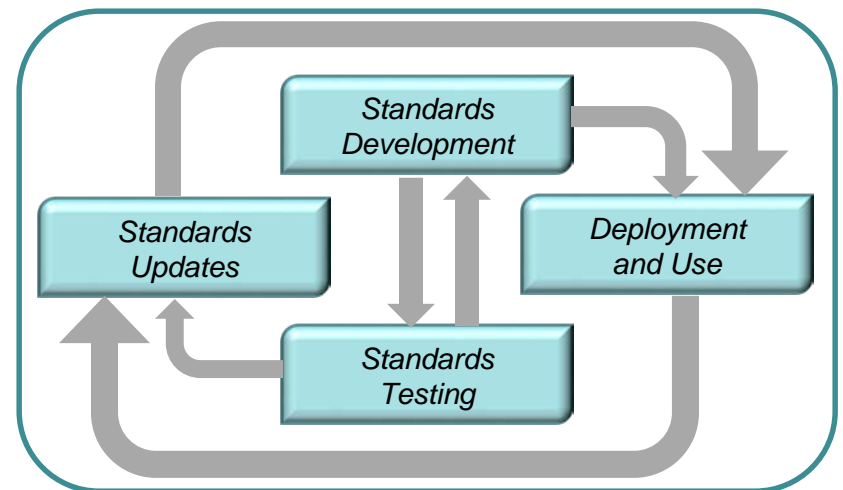 Standards
Development
Standards
Updates
Deployment
and Use
Standards
Testing